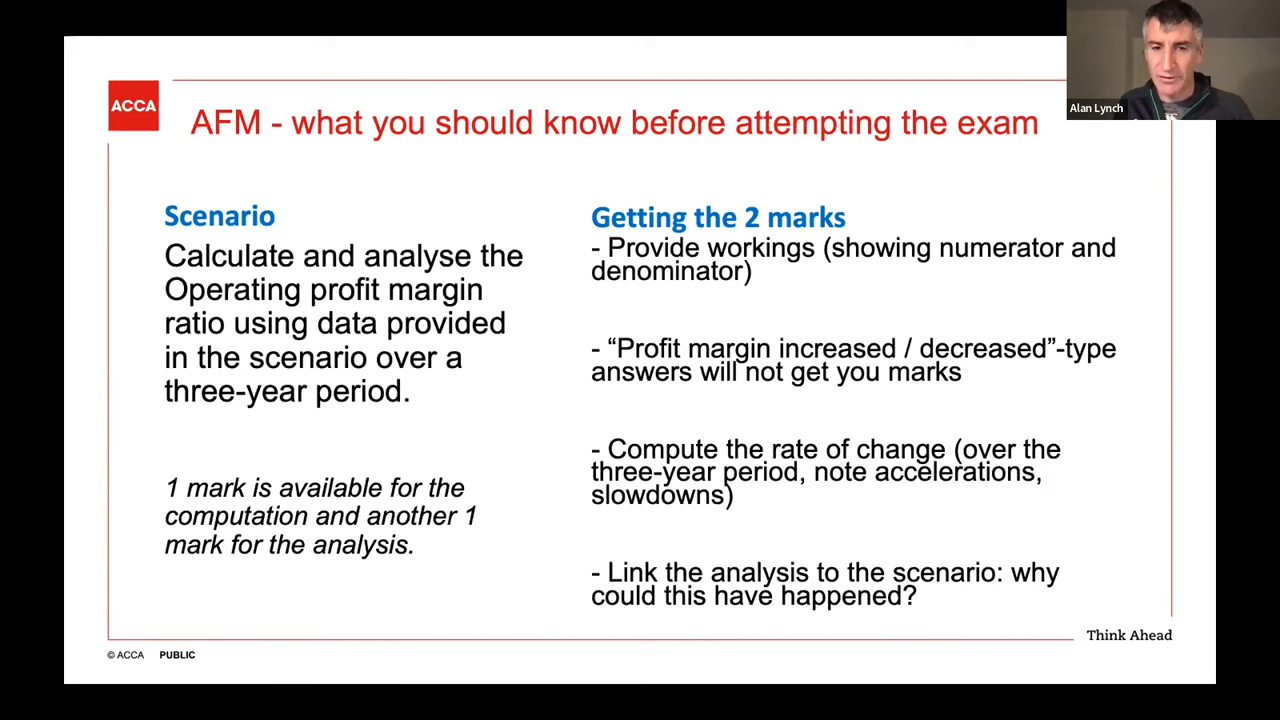 Alan Lynch
ACCA
AFM - what you should know before attempting the exam
Scenario
Calculate and analyse the
Operating profit margin
ratio using data provided
in the scenario over a
three-year period.
1 mark is available for the
computation and another 1
mark for the analysis.
Getting the 2 marks
- Provide workings (showing numerator and
denominator)
- “Profit margin increased / decreased”-type
answers will not get you marks
- Compute the rate of change (over the
three-year period, note accelerations,
slowdowns)
- Link the analysis to the scenario: why
could this have happened?
Think Ahead
© ACCA PUBLIC